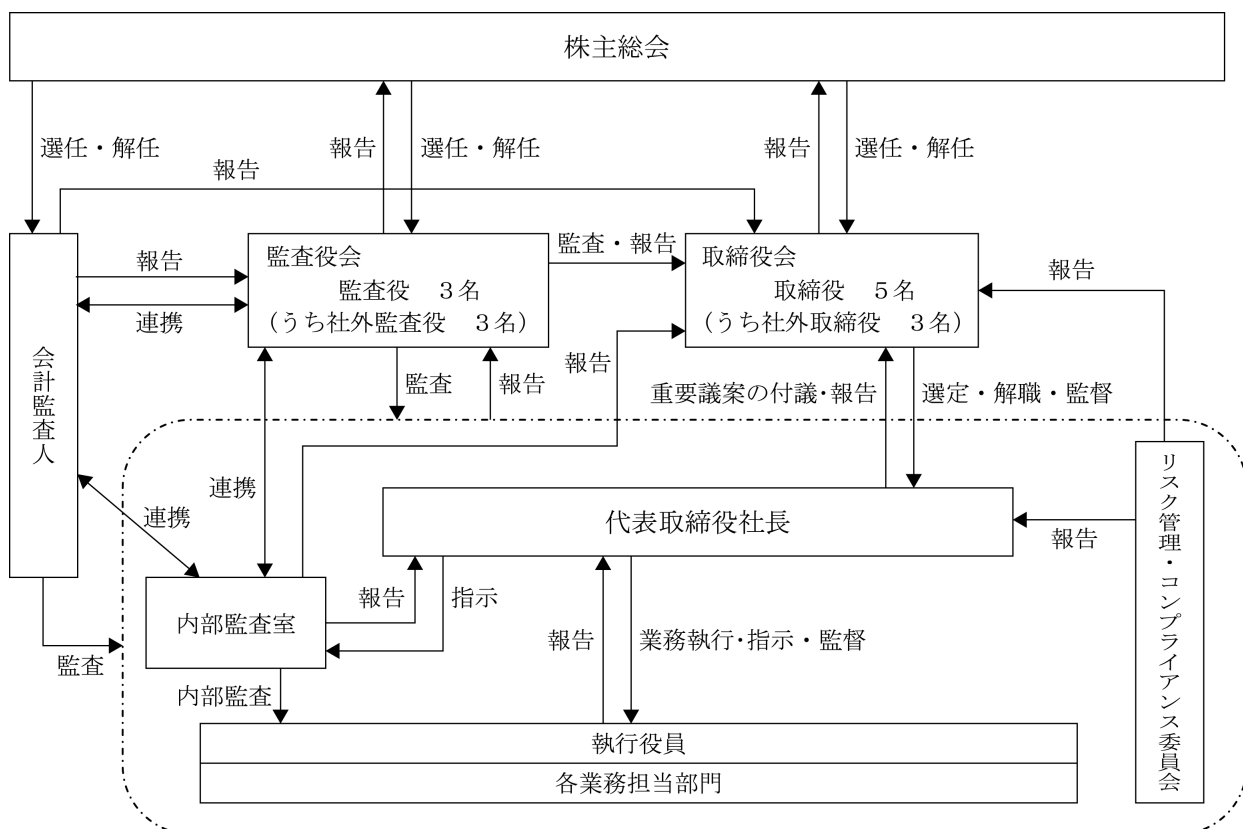 株主総会
選任・解任
報告
選任・解任
報告
選任・解任
報告
会計監査人
報告
連携
監査役会
監査役　３名
（うち社外監査役　３名）
監査・報告
取締役会
取締役　５名
（うち社外取締役　３名）
報告
監査
報告
報告
重要議案の付議・報告
選定・解職・監督
連携
連携
代表取締役社長
報告
リスク管理・コンプライアンス委員会
内部監査室
報告
指示
報告
業務執行・指示・監督
監査
内部監査
執行役員
各業務担当部門